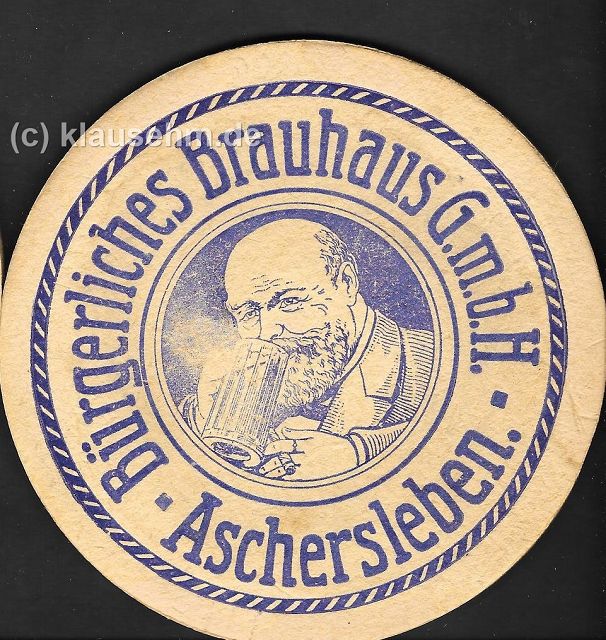 (c) klausehm.de
Bürgerliches Brauhaus G.m.b.H.
Aschersleben.